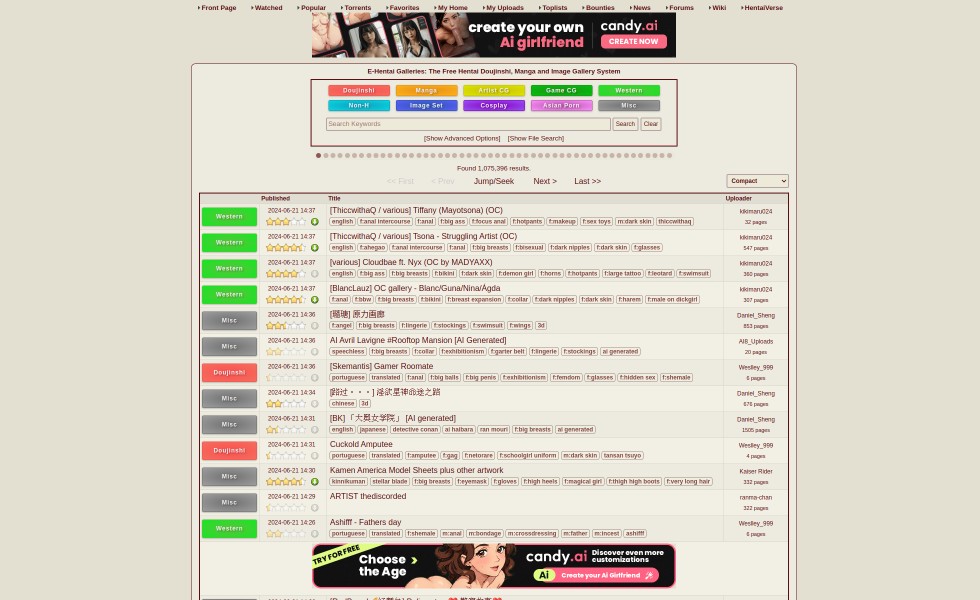 Front Page Watched Popular Torrents Favorites My Home My Uploads Toplists Bounties News Forums Wiki HentaiVerse
create your own
Ai girlfriend
candy.ai
CREATE NOW
E-Hentai Galleries: The Free Hentai Doujinshi, Manga and Image Gallery System
Doujinshi Manga Artist CG Game CG Western
Non-H Image Set Cosplay Asian Porn Misc
Search Keywords Search Clear
[Show Advanced Options] [Show File Search]
Found 1,075,396 results.
<< First < Prev Jump/Seek Next > Last >> Compact
Published Title Uploader
Western 2024-06-21 14:37 [ThiccwithaQ / various] Tiffany (Mayotsona) (OC) kikimaru024
english f:anal intercourse f:anal f:big ass f:focus anal f:hotpants f:makeup f:sex toys m:dark skin thiccwithaq 32 pages
Western 2024-06-21 14:37 [ThiccwithaQ / various] Tsona - Struggling Artist (OC) kikimaru024
english f:ahegao f:anal intercourse f:anal f:big breasts f:bisexual f:dark nipples f:dark skin f:glasses 547 pages
Western 2024-06-21 14:37 [various] Cloudbae ft. Nyx (OC by MADYAXX) kikimaru024
english f:big ass f:big breasts f:bikini f:dark skin f:demon girl f:horns f:hotpants f:large tattoo f:leotard f:swimsuit 360 pages
Western 2024-06-21 14:37 [BlancLauz] OC gallery - Blanc/Guna/Nina/Ágda kikimaru024
f:anal f:bbw f:big breasts f:bikini f:breast expansion f:collar f:dark nipples f:dark skin f:harem f:male on dickgirl 307 pages
Misc 2024-06-21 14:36 原力画廊 Daniel_Sheng
f:angel f:big breasts f:lingerie f:stockings f:swimsuit f:wings 3d 853 pages
Misc 2024-06-21 14:36 AI Avril Lavigne #Rooftop Mansion [AI Generated] AI8_Uploads
speechless f:big breasts f:collar f:exhibitionism f:garter belt f:lingerie f:stockings ai generated 20 pages
Doujinshi 2024-06-21 14:36 [Skemantis] Gamer Roomate Weslley_999
portuguese translated f:anal f:big balls f:big penis f:exhibitionism f:femdom f:glasses f:hidden sex f:shemale 6 pages
Misc 2024-06-21 14:34 [路过・・・] 淫欲星神命途之路 Daniel_Sheng
chinese 3d 676 pages
Misc 2024-06-21 14:31 [BK] 「大奥女学院」 [AI generated] Daniel_Sheng
english japanese detective conan ai haibara ran mouri f:big breasts ai generated 1505 pages
Doujinshi 2024-06-21 14:31 Cuckold Amputee Weslley_999
portuguese translated f:amputee f:gag f:netorare f:schoolgirl uniform m:dark skin tansan tsuyo 4 pages
Misc 2024-06-21 14:30 Kamen America Model Sheets plus other artwork Kaiser Rider
kinnikuman stellar blade f:big breasts f:eyemask f:gloves f:high heels f:magical girl f:thigh high boots f:very long hair 332 pages
Misc 2024-06-21 14:29 ARTIST thediscorded ranma-chan
322 pages
Western 2024-06-21 14:26 Ashifff - Fathers day Weslley_999
portuguese translated f:shemale m:anal m:bondage m:crossdressing m:father m:incest ashifff 6 pages
TRY FOR FREE
Choose
the Age
candy.ai
Discover even more
customizations
Ai Create your Ai Girlfriend